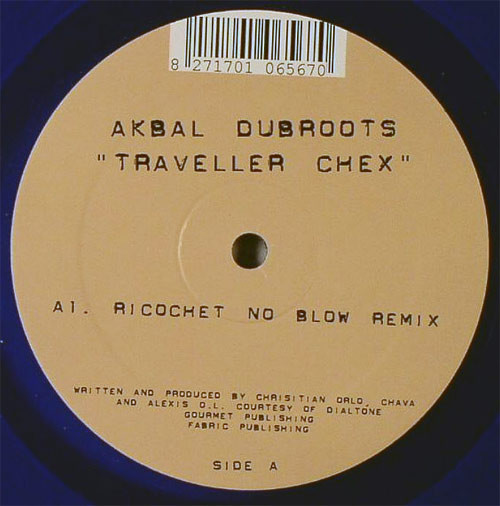 8 271701 065670
AKBAL DUBROOTS
"TRAVELLER CHEX"
A1. RICOCHET NO BLOW REMIX
WRITTEN AND PRODUCED BY CHRISITIAN ORLO, CHAVA
AND ALEXIS O.L. COURTESY OF DIALTONE
GOURMET PUBLISHING
FABRIC PUBLISHING
SIDE A